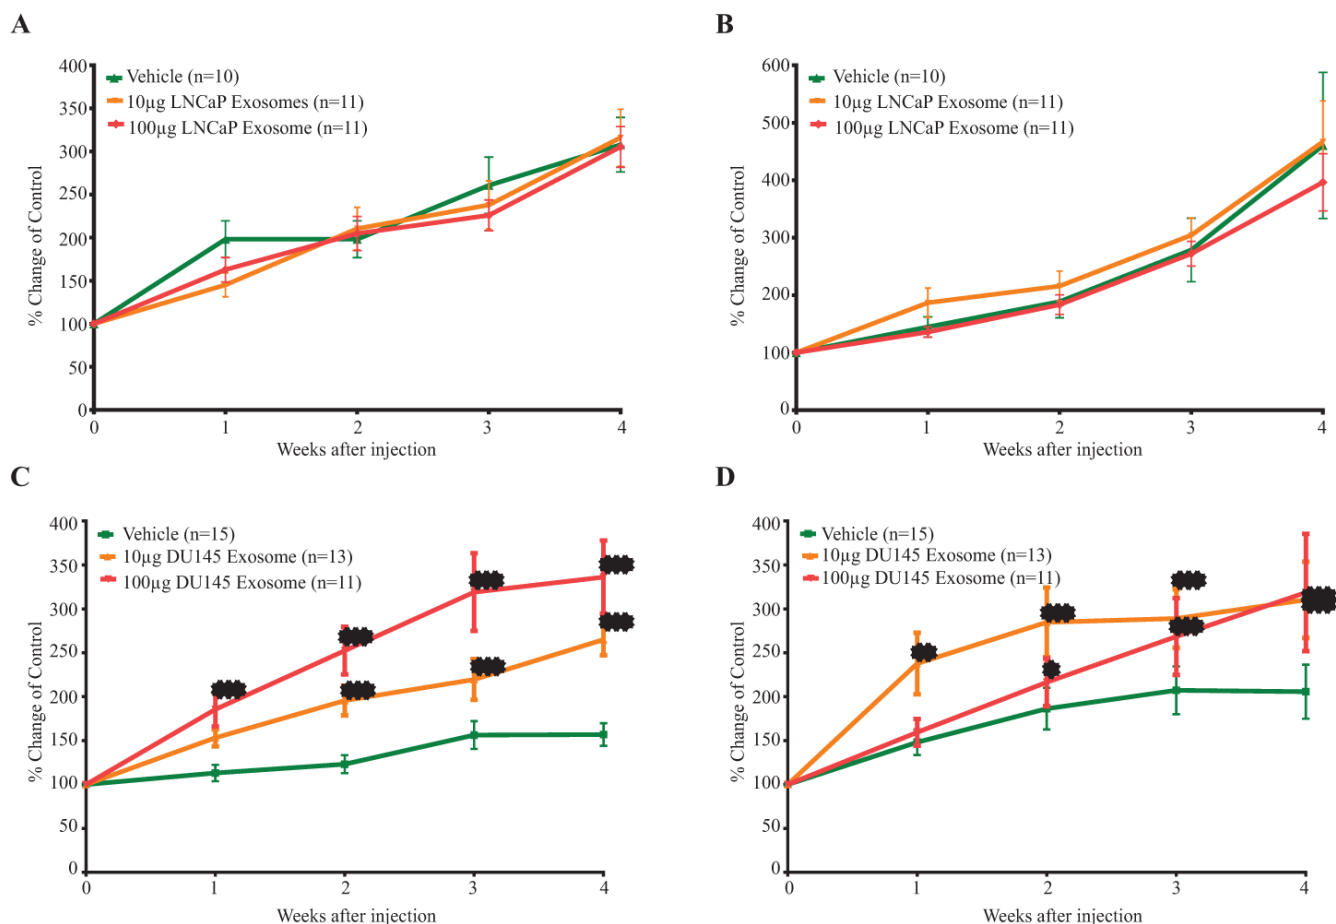 A
400
350
300
250
200
150
100
50
0
% Change of Control
Vehicle (n=10)
10µg LNCaP Exosomes (n=11)
100µg LNCaP Exosome (n=11)
0 1 2 3 4
Weeks after injection
B
600
500
400
300
200
100
0
% Change of Control
Vehicle (n=10)
10µg LNCaP Exosome (n=11)
100µg LNCaP Exosome (n=11)
0 1 2 3 4
Weeks after injection
C
400
350
300
250
200
150
100
50
0
% Change of Control
Vehicle (n=15)
10µg DU145 Exosome (n=13)
100µg DU145 Exosome (n=11)
0 1 2 3 4
Weeks after injection
D
400
350
300
250
200
150
100
50
0
% Change of Control
Vehicle (n=15)
10µg DU145 Exosome (n=13)
100µg DU145 Exosome (n=11)
0 1 2 3 4
Weeks after injection